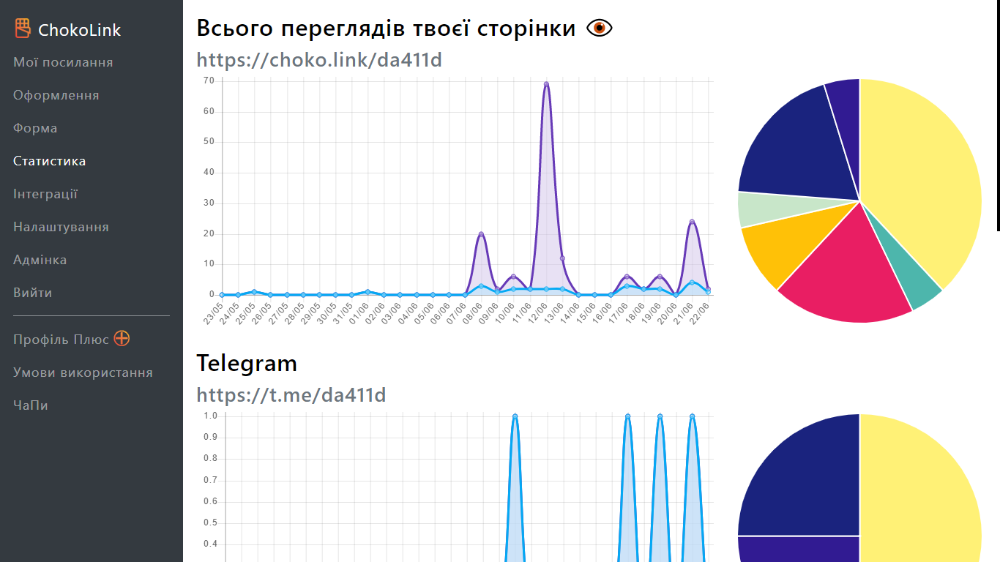 ChokoLink
Мої посилання
Оформлення
Форма
Статистика
Інтеграції
Налаштування
Адмінка
Вийти
Профіль Плюс
Умови використання
ЧаПи
Всього переглядів твоєї сторінки
https://choko.link/da411d
70
60
50
40
30
20
10
0
23/05 24/05 25/05 26/05 27/05 28/05 29/05 30/05 31/05 01/06 02/06 03/06 04/06 05/06 06/06 07/06 08/06 09/06 10/06 11/06 12/06 13/06 14/06 15/06 16/06 17/06 18/06 19/06 20/06 21/06 22/06
Telegram
https://t.me/da411d
1.0
0.9
0.8
0.7
0.6
0.5
0.4